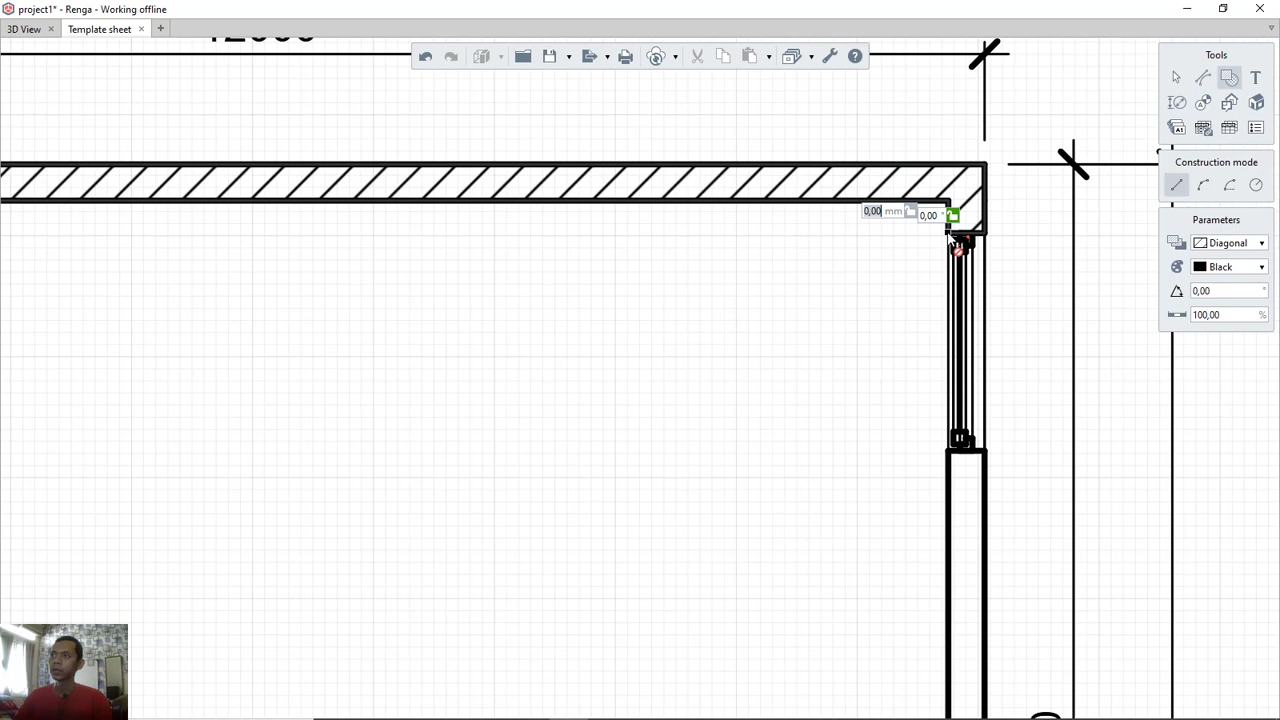 project1* - Renga - Working offline
3D View
Template sheet
Tools
T
A1
Construction mode
Parameters
Diagonal
Black
0,00 °
100,00 %
0,00 mm
0,00 °